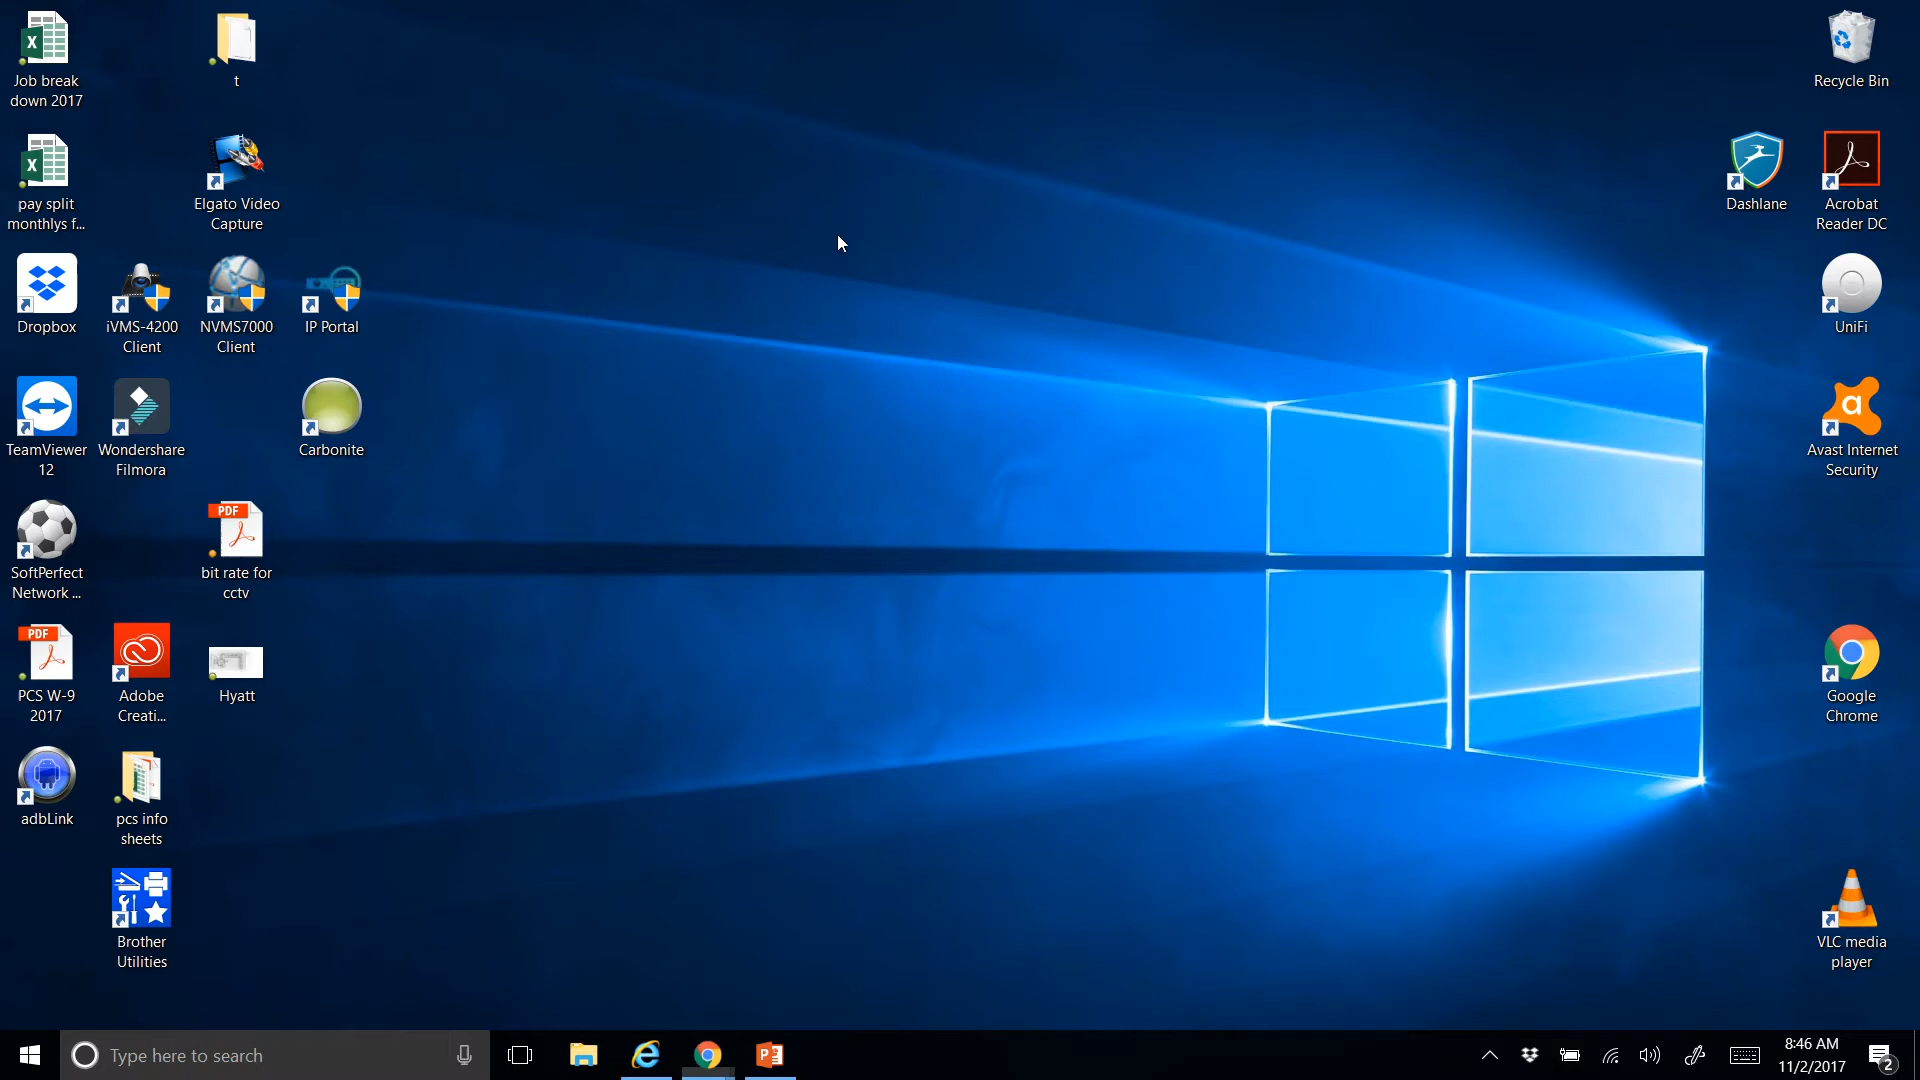 Job break
down 2017
t
Recycle Bin
pay split
monthlys f...
Elgato Video
Capture
Dashlane
Acrobat
Reader DC
Dropbox
iVMS-4200
Client
NVMS7000
Client
IP Portal
UniFi
TeamViewer
12
Wondershare
Filmora
Carbonite
a
Avast Internet
Security
SoftPerfect
Network ...
PDF
bit rate for
cctv
PDF
PCS W-9
2017
Adobe
Creati...
Hyatt
Google
Chrome
adbLink
pcs info
sheets
Brother
Utilities
VLC media
player
Type here to search
8:46 AM
11/2/2017
2